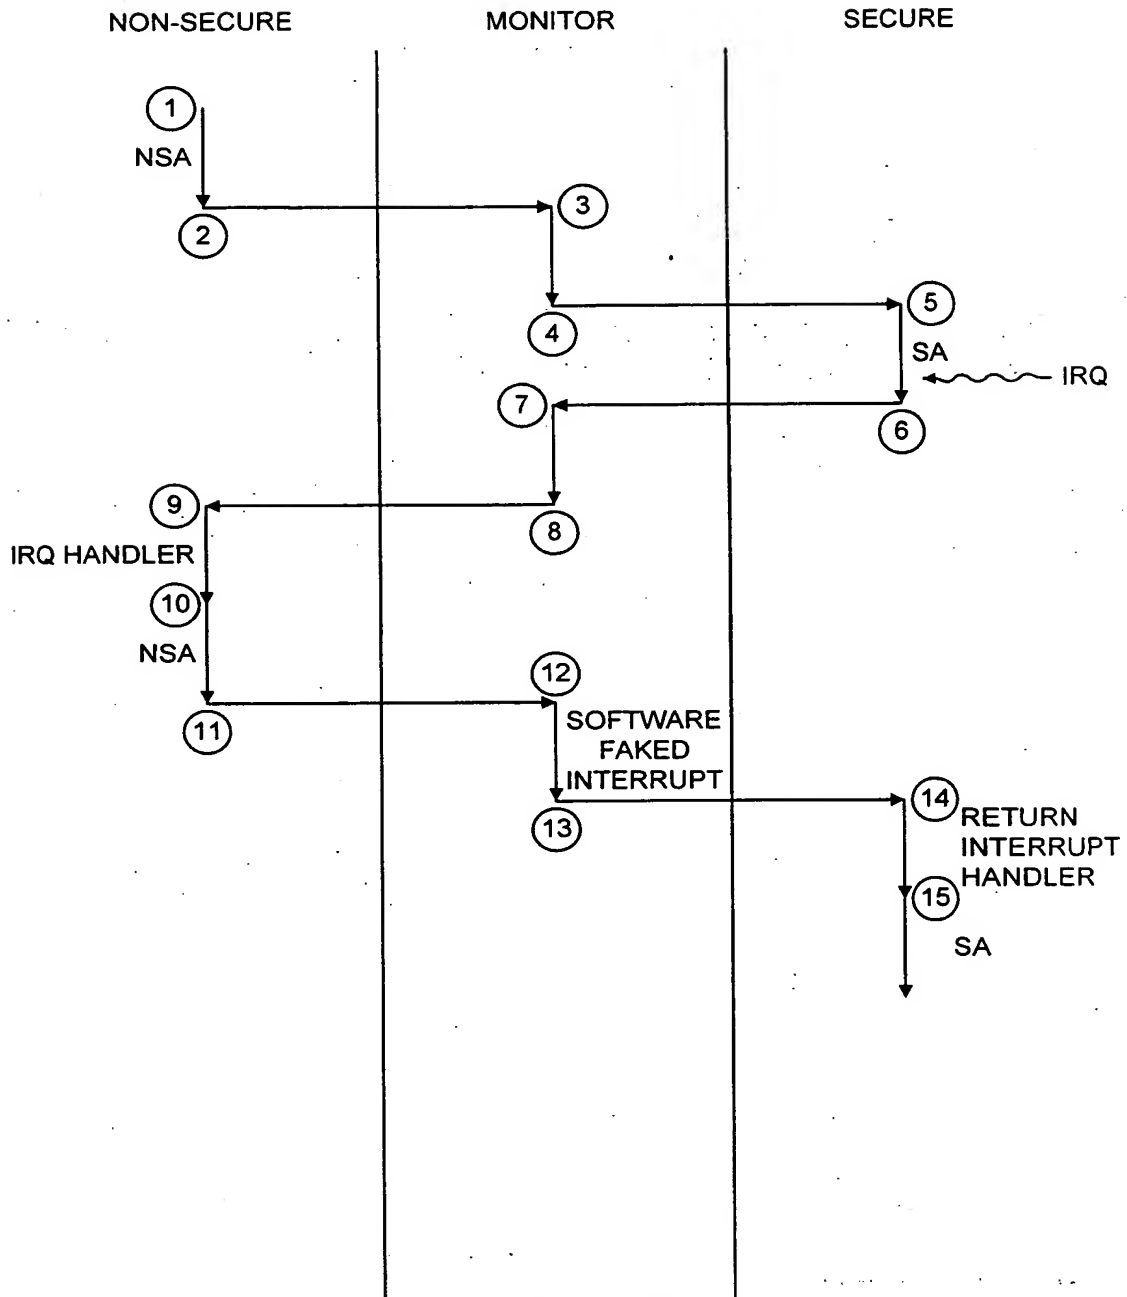 NON-SECURE
MONITOR
SECURE
1
NSA
2
3
4
5
SA
IRQ
6
7
8
9
IRQ HANDLER
10
NSA
11
12
SOFTWARE
FAKED
INTERRUPT
13
14
RETURN
INTERRUPT
HANDLER
15
SA